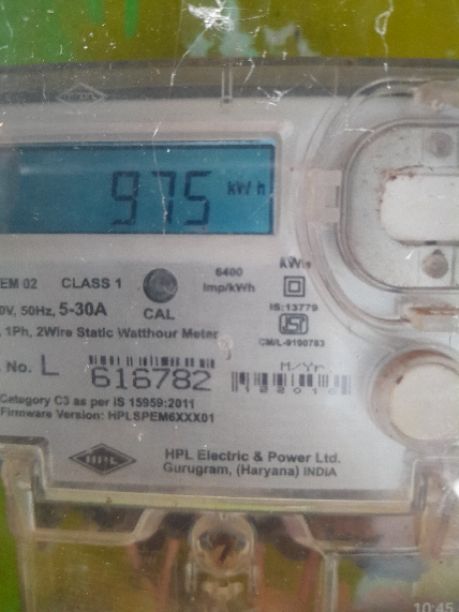 HPL
975 kWh
EM 02 CLASS 1
6400 imp/kWh
kWh
0V, 50Hz, 5-30A
CAL
IS:13779
ISI
CM/L-9190783
, 1Ph, 2Wire Static Watthour Meter
. No. L 616782
M/Yr
Category C3 as per IS 15959:2011
Firmware Version: HPLSPEM6XXX01
HPL
HPL Electric & Power Ltd.
Gurugram, (Haryana) INDIA
10:45